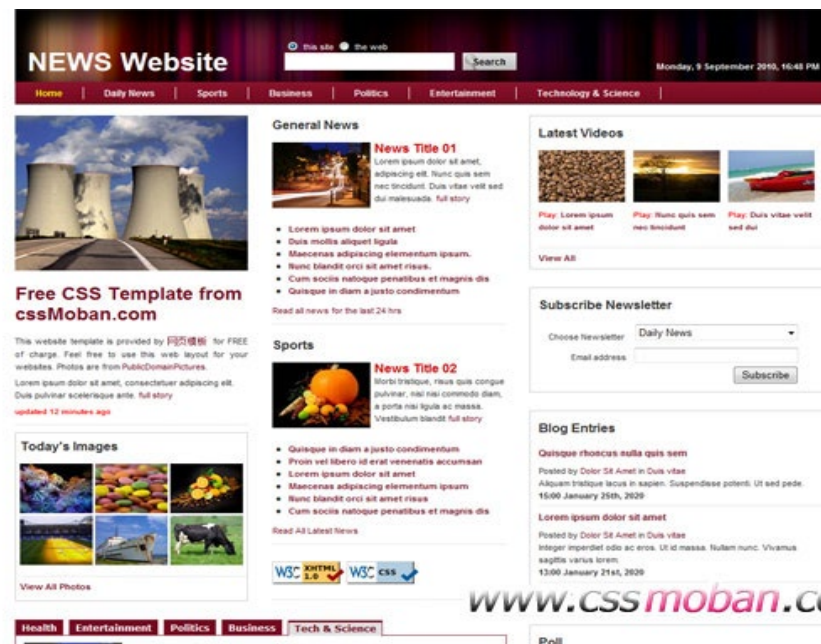 NEWS Website
this site the web
Search
Monday, 9 September 2010, 16:48 PM
Home Daily News Sports Business Politics Entertainment Technology & Science
Free CSS Template from
cssMoban.com
This website template is provided by 网页模板 for FREE
of charge. Feel free to use this web layout for your
websites. Photos are from PublicDomainPictures.
Lorem ipsum dolor sit amet, consectetuer adipiscing elit.
Duis pulvinar scelerisque ante. full story
updated 12 minutes ago
Today's Images
View All Photos
General News
News Title 01
Lorem ipsum dolor sit amet,
adipiscing elit. Nunc quis sem
nec tincidunt. Duis vitae velit sed
dui malesuada. full story
Lorem ipsum dolor sit amet
Duis mollis aliquet ligula
Maecenas adipiscing elementum ipsum.
Nunc blandit orci sit amet risus.
Cum sociis natoque penatibus et magnis dis
Quisque in diam a justo condimentum
Read all news for the last 24 hrs
Sports
News Title 02
Morbi tristique, risus quis congue
pulvinar, nisl nisi commodo diam,
a porta nisi ligula ac massa.
Vestibulum blandit full story
Quisque in diam a justo condimentum
Proin vel libero id erat venenatis accumsan
Lorem ipsum dolor sit amet
Maecenas adipiscing elementum ipsum
Nunc blandit orci sit amet risus
Cum sociis natoque penatibus et magnis dis
Read All Latest News
W3C XHTML 1.0 W3C css
Latest Videos
Play: Lorem ipsum
dolor sit amet
Play: Nunc quis sem
nec tincidunt
Play: Duis vitae velit
sed dui
View All
Subscribe Newsletter
Choose Newsletter Daily News
Email address
Subscribe
Blog Entries
Quisque rhoncus nulla quis sem
Posted by Dolor Sit Amet in Duis vitae
Aliquam tristique lacus in sapien. Suspendisse potenti. Ut sed pede.
15:00 January 25th, 2020
Lorem ipsum dolor sit amet
Posted by Dolor Sit Amet in Duis vitae
Integer imperdiet odio ac eros. Ut id massa. Nullam nunc. Vivamus
sagittis varius lorem.
13:00 January 21st, 2020
www.cssmoban.co
Health Entertainment Politics Business Tech & Science
Poll